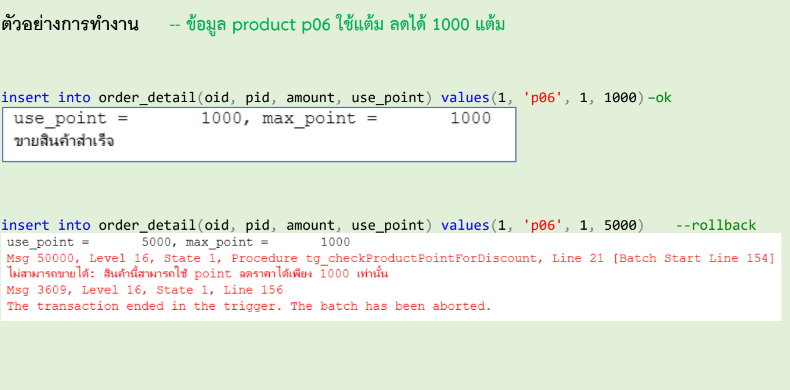 ตัวอย่างการทำงาน -- ข้อมูล product p06 ใช้แต้ม ลดได้ 1000 แต้ม
insert into order_detail(oid, pid, amount, use_point) values(1, 'p06', 1, 1000)–ok
use_point = 1000, max_point = 1000
ขายสินค้าสำเร็จ
insert into order_detail(oid, pid, amount, use_point) values(1, 'p06', 1, 5000) --rollback
use_point = 5000, max_point = 1000
Msg 50000, Level 16, State 1, Procedure tg_checkProductPointForDiscount, Line 21 [Batch Start Line 154]
ไม่สามารถขายได้: สินค้านี้สามารถใช้ point ลดราคาได้เพียง 1000 เท่านั้น
Msg 3609, Level 16, State 1, Line 156
The transaction ended in the trigger. The batch has been aborted.